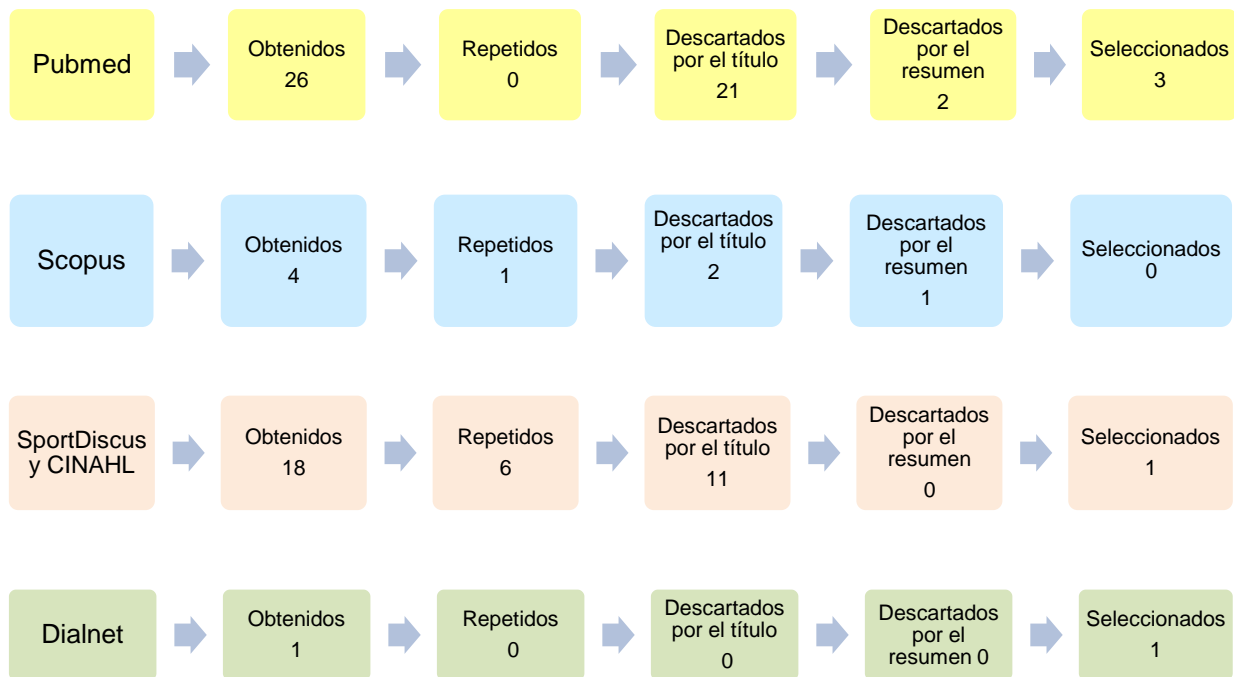 Pubmed
Obtenidos
26
Repetidos
0
Descartados
por el título
21
Descartados
por el
resumen
2
Seleccionados
3
Scopus
Obtenidos
4
Repetidos
1
Descartados
por el título
2
Descartados
por el
resumen
1
Seleccionados
0
SportDiscus
y CINAHL
Obtenidos
18
Repetidos
6
Descartados
por el título
11
Descartados
por el
resumen
0
Seleccionados
1
Dialnet
Obtenidos
1
Repetidos
0
Descartados
por el título
0
Descartados
por el
resumen 0
Seleccionados
1